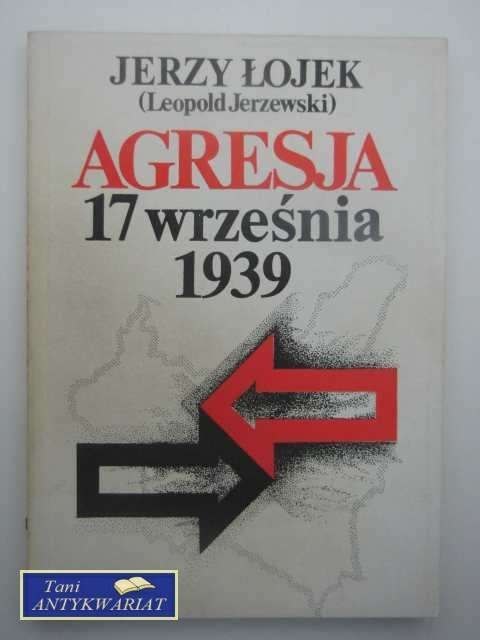 JERZY ŁOJEK
(Leopold Jerzewski)
AGRESJA
17 września
1939
Tani
ANTYKWARIAT